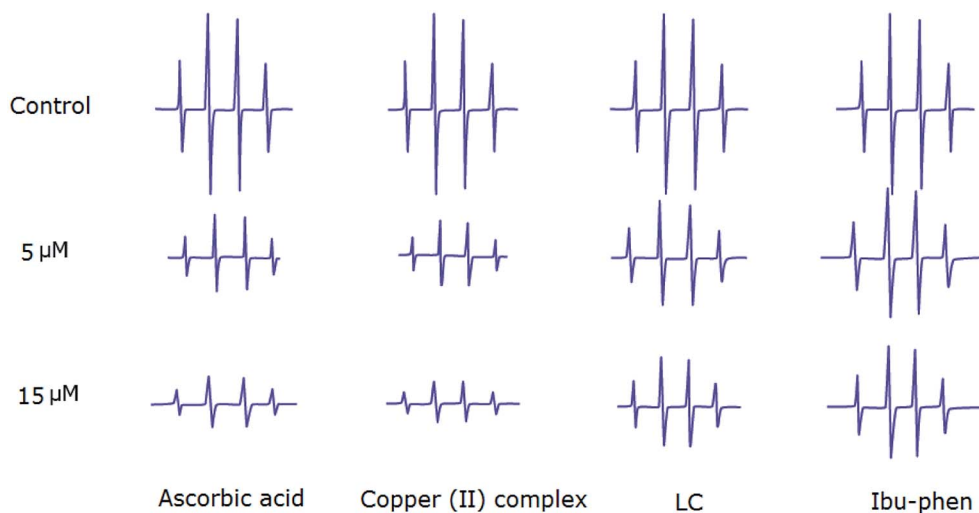 Control
5 µM
15 µM
Ascorbic acid
Copper (II) complex
LC
Ibu-phen